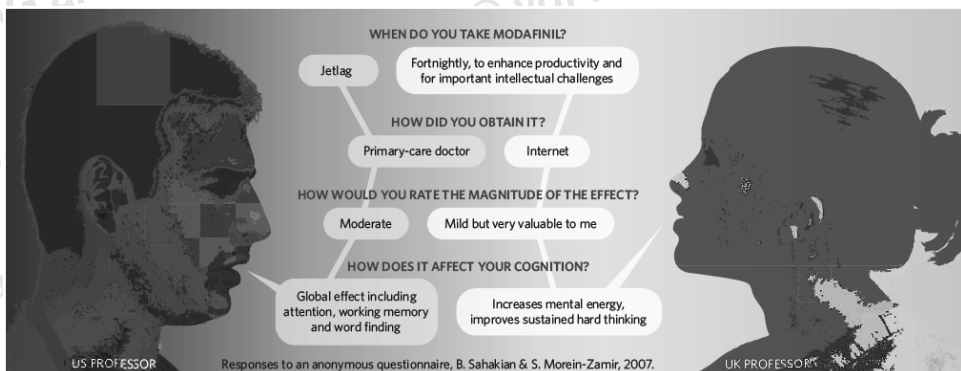 WHEN DO YOU TAKE MODAFINIL?
Jetlag
Fortnightly, to enhance productivity and
for important intellectual challenges
HOW DID YOU OBTAIN IT?
Primary-care doctor
Internet
HOW WOULD YOU RATE THE MAGNITUDE OF THE EFFECT?
Moderate
Mild but very valuable to me
HOW DOES IT AFFECT YOUR COGNITION?
Global effect including
attention, working memory
and word finding
Increases mental energy,
improves sustained hard thinking
US PROFESSOR
Responses to an anonymous questionnaire, B. Sahakian & S. Morein-Zamir, 2007.
UK PROFESSOR